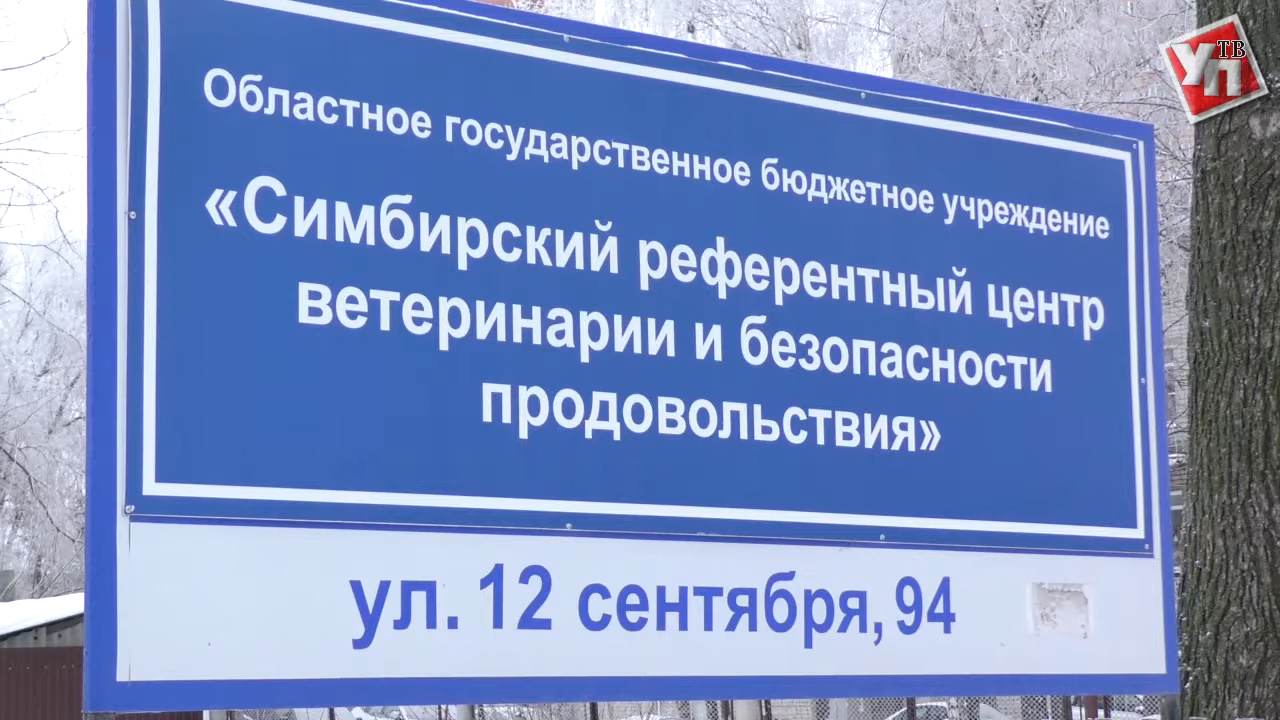 Областное государственное бюджетное учреждение
«Симбирский референтный центр
ветеринарии и безопасности
продовольствия»
ул. 12 сентября, 94
УП ТВ